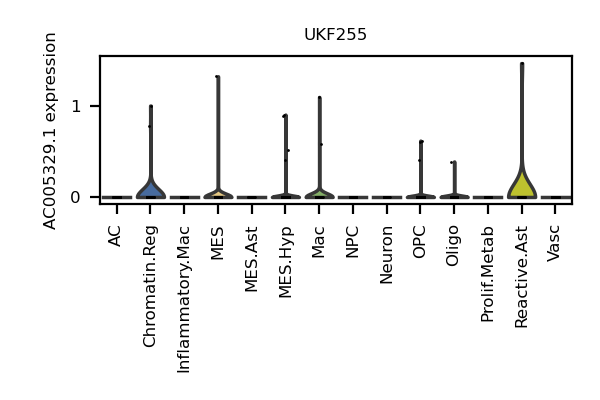 UKF255
AC005329.1 expression
1
0
AC
Chromatin.Reg
Inflammatory.Mac
MES
MES.Ast
MES.Hyp
Mac
NPC
Neuron
OPC
Oligo
Prolif.Metab
Reactive.Ast
Vasc